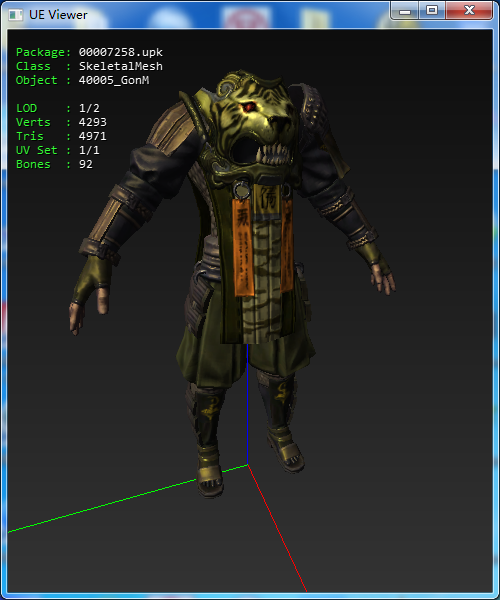 UE Viewer
Package: 00007258.upk
Class  : SkeletalMesh
Object : 40005_GonM
LOD    : 1/2
Verts  : 4293
Tris   : 4971
UV Set : 1/1
Bones  : 92